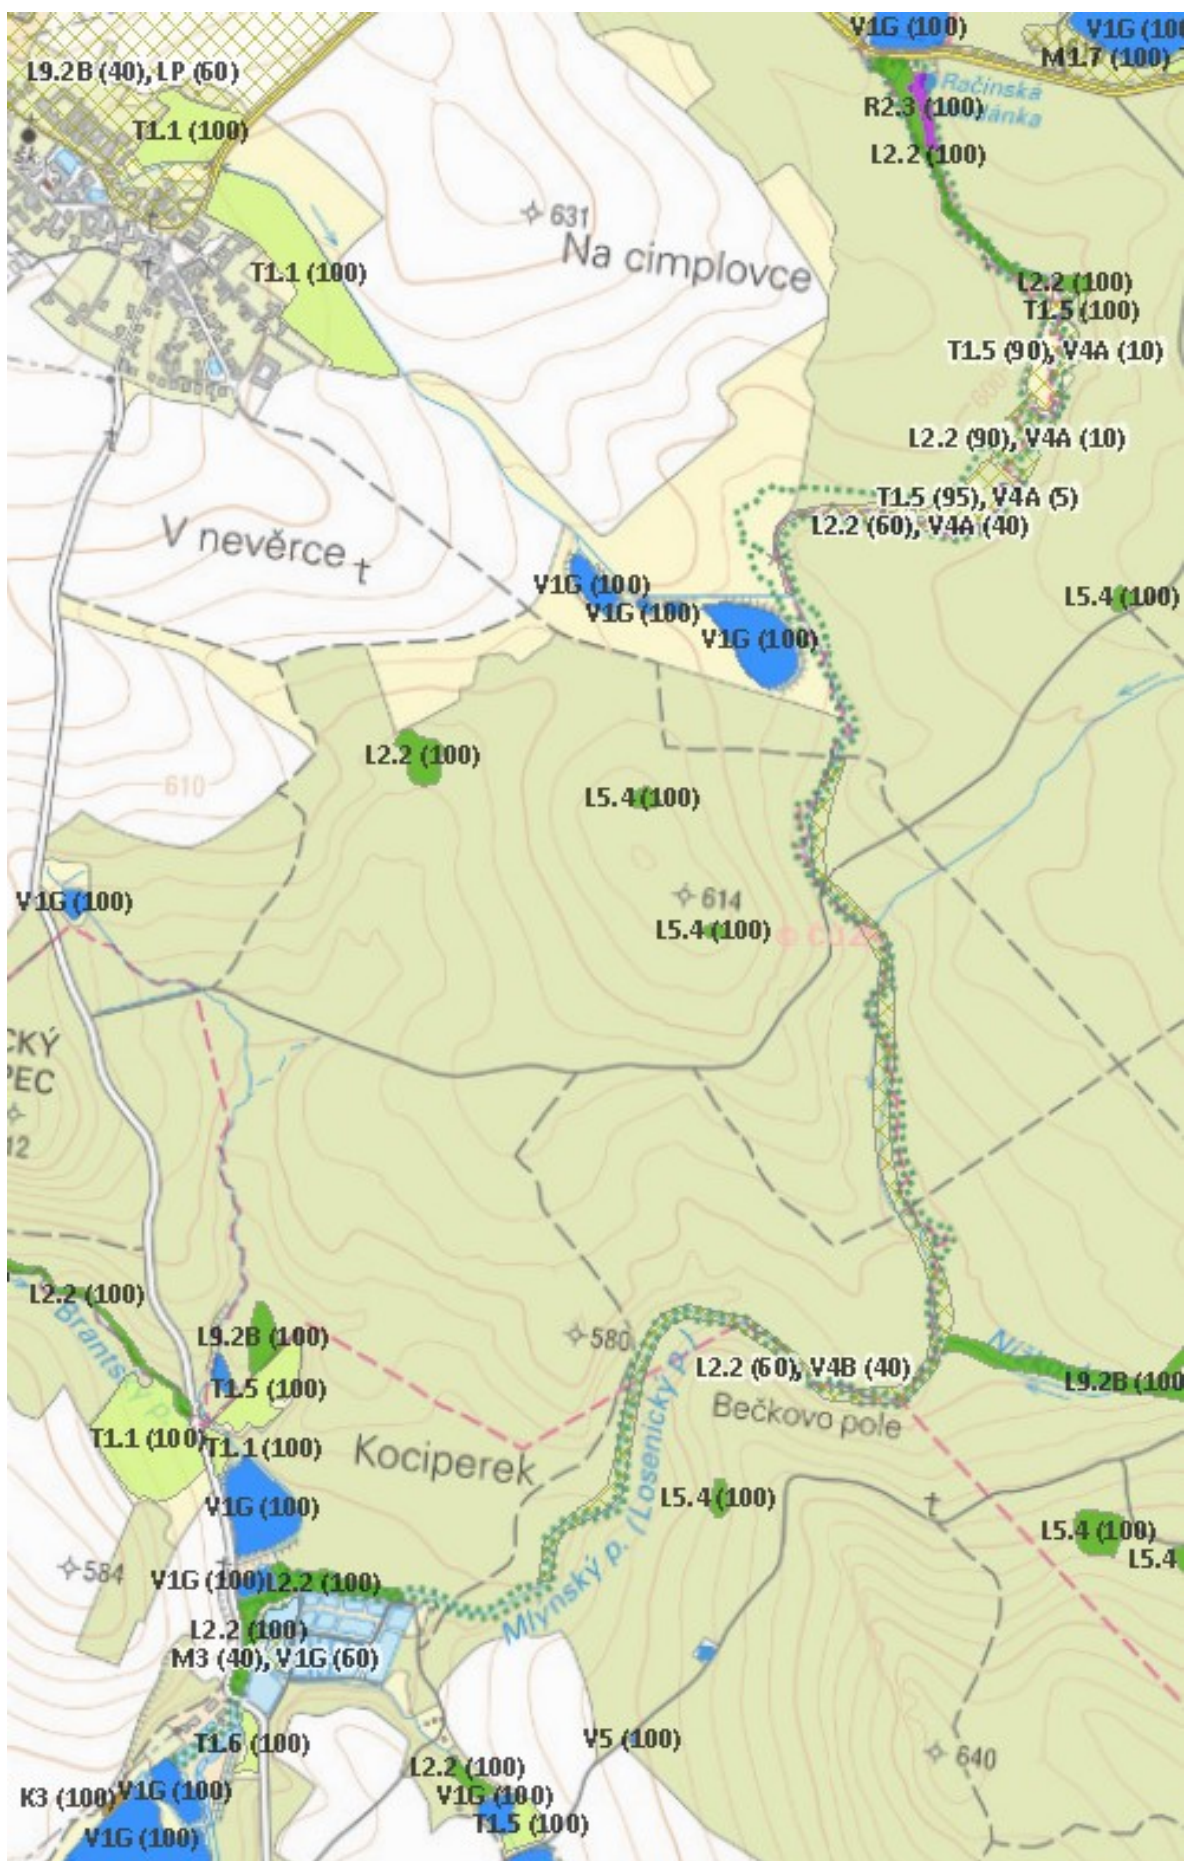 V1G (100)
V1G (100
M1.7 (100)
L9.2B (40), LP (60)
Račinská
R2.3 (100)
T1.1 (100)
L2.2 (100)
šk.
631
Na cimplovce
T1.1 (100)
L2.2 (100)
T1.5 (100)
T1.5 (90), V4A (10)
600
L2.2 (90), V4A (10)
T1.5 (95), V4A (5)
L2.2 (60), V4A (40)
V nevěrce
V1G (100)
V1G (100)
V1G (100)
L5.4 (100)
L2.2 (100)
610
L5.4 (100)
V1G (100)
614
L5.4 (100)
CKÝ
PEC
12
L2.2 (100)
Brantský p.
L9.2B (100)
580
T1.5 (100)
L2.2 (60), V4B (40)
L9.2B (100
Bečkovo pole
T1.1 (100)
T1.1 (100)
Kociperek
V1G (100)
L5.4 (100)
L5.4 (100)
L5.4
Mlýnský p. (Losenický p.)
584
V1G (100)
L2.2 (100)
L2.2 (100)
M3 (40), V1G (60)
T1.6 (100)
V5 (100)
640
L2.2 (100)
K3 (100)
V1G (100)
V1G (100)
T1.5 (100)
V1G (100)